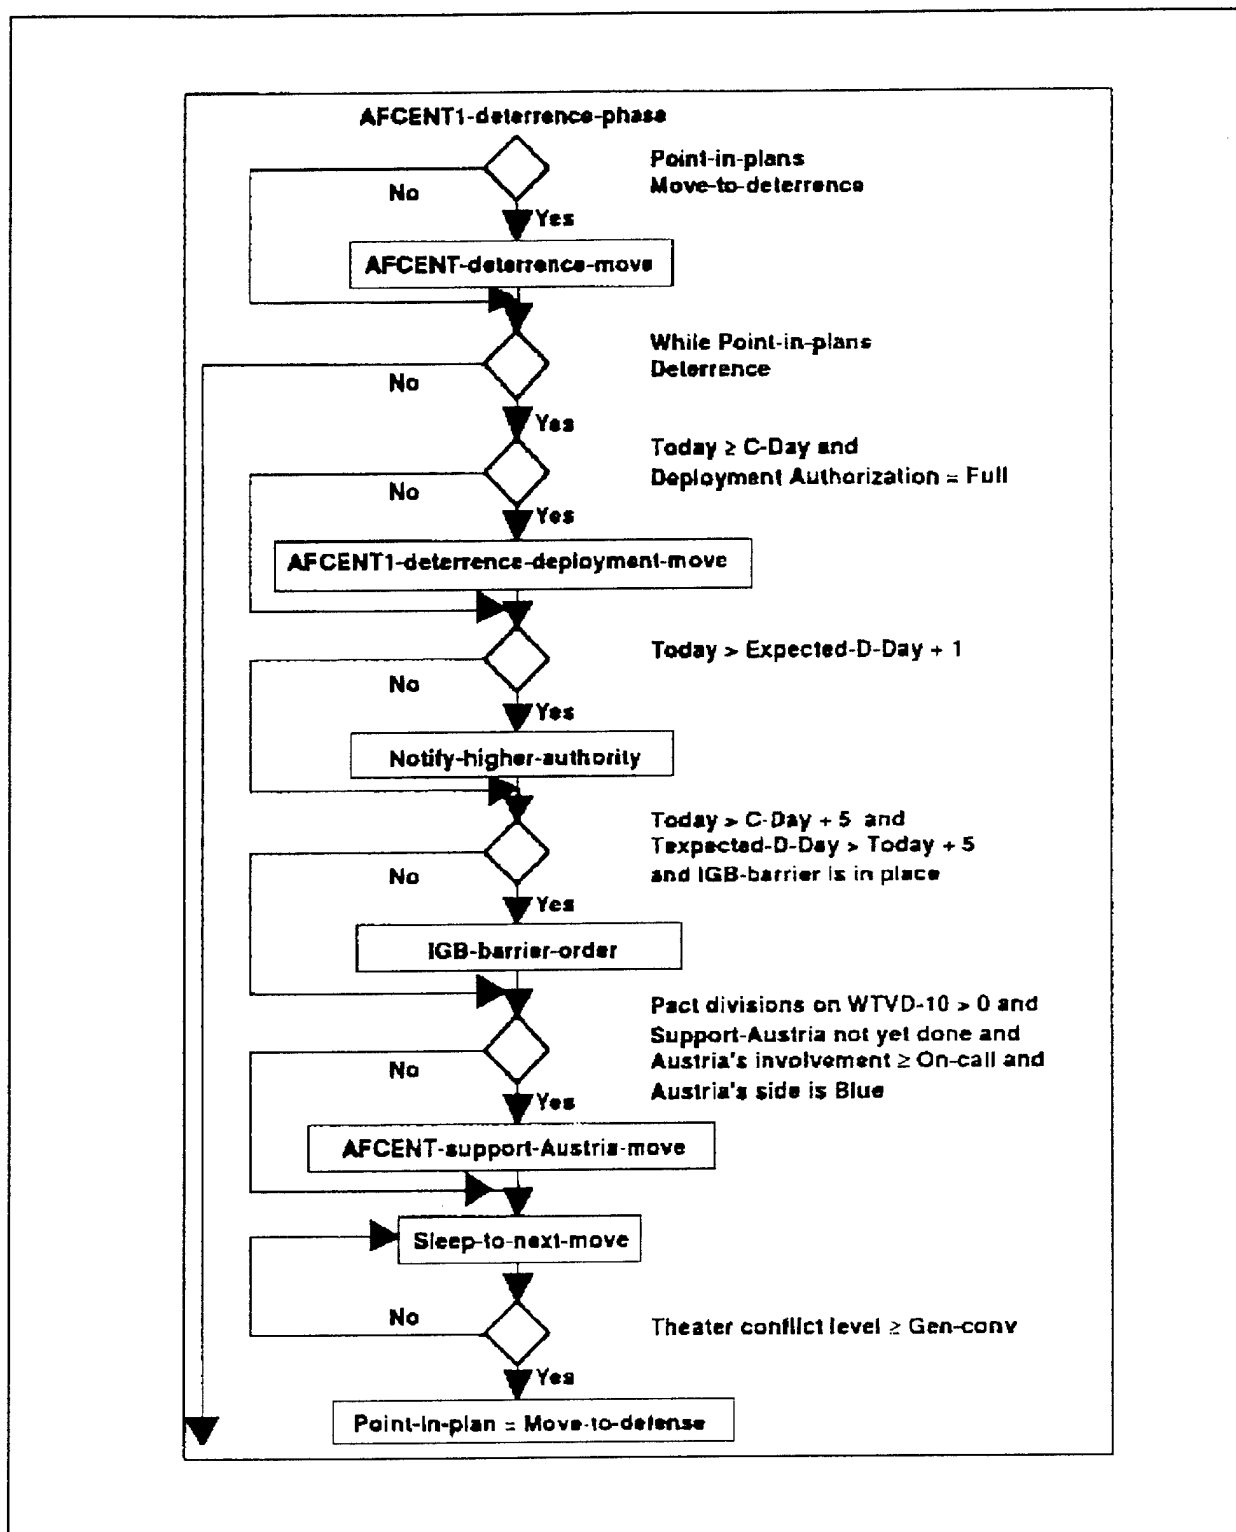 AFCENT1-deterrence-phase
Point-in-plans
Move-to-deterrence
No
Yes
AFCENT-deterrence-move
While Point-in-plans
Deterrence
No
Yes
Today ≥ C-Day and
Deployment Authorization = Full
No
Yes
AFCENT1-deterrence-deployment-move
Today > Expected-D-Day + 1
No
Yes
Notify-higher-authority
Today > C-Day + 5 and
Texpected-D-Day > Today + 5
and IGB-barrier is in place
No
Yes
IGB-barrier-order
Pact divisions on WTVD-10 > 0 and
Support-Austria not yet done and
Austria's involvement ≥ On-call and
Austria's side is Blue
No
Yes
AFCENT-support-Austria-move
Sleep-to-next-move
No
Theater conflict level ≥ Gen-conv
Yes
Point-in-plan = Move-to-defense